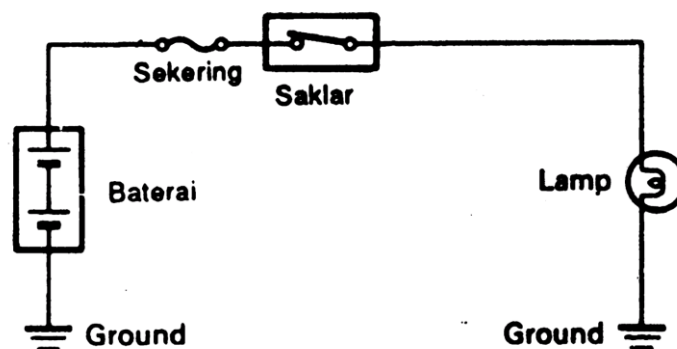 Sekering
Saklar
Baterai
Lamp
Ground
Ground